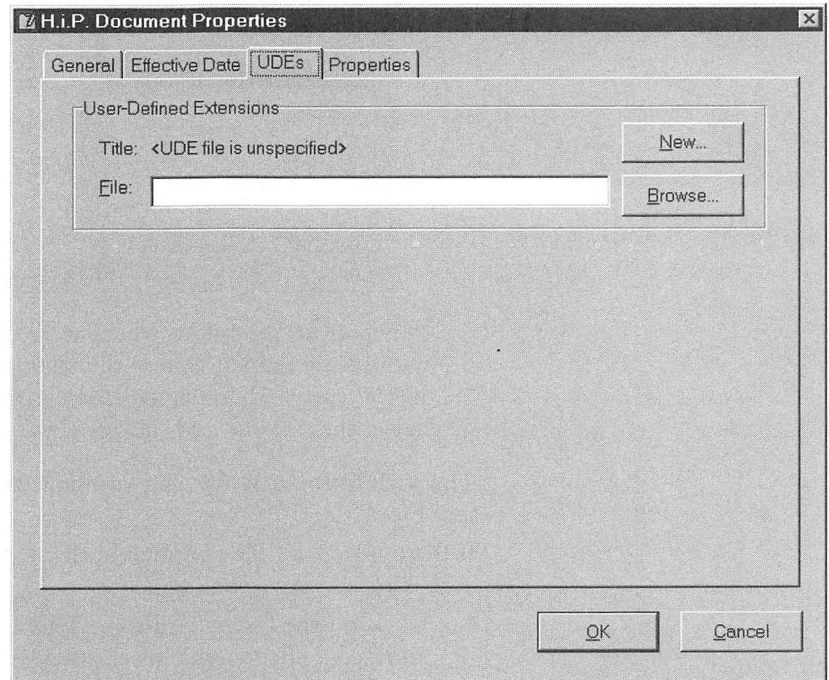 H.i.P. Document Properties
General Effective Date UDEs Properties
User-Defined Extensions
Title: <UDE file is unspecified> New...
File: Browse...
OK Cancel